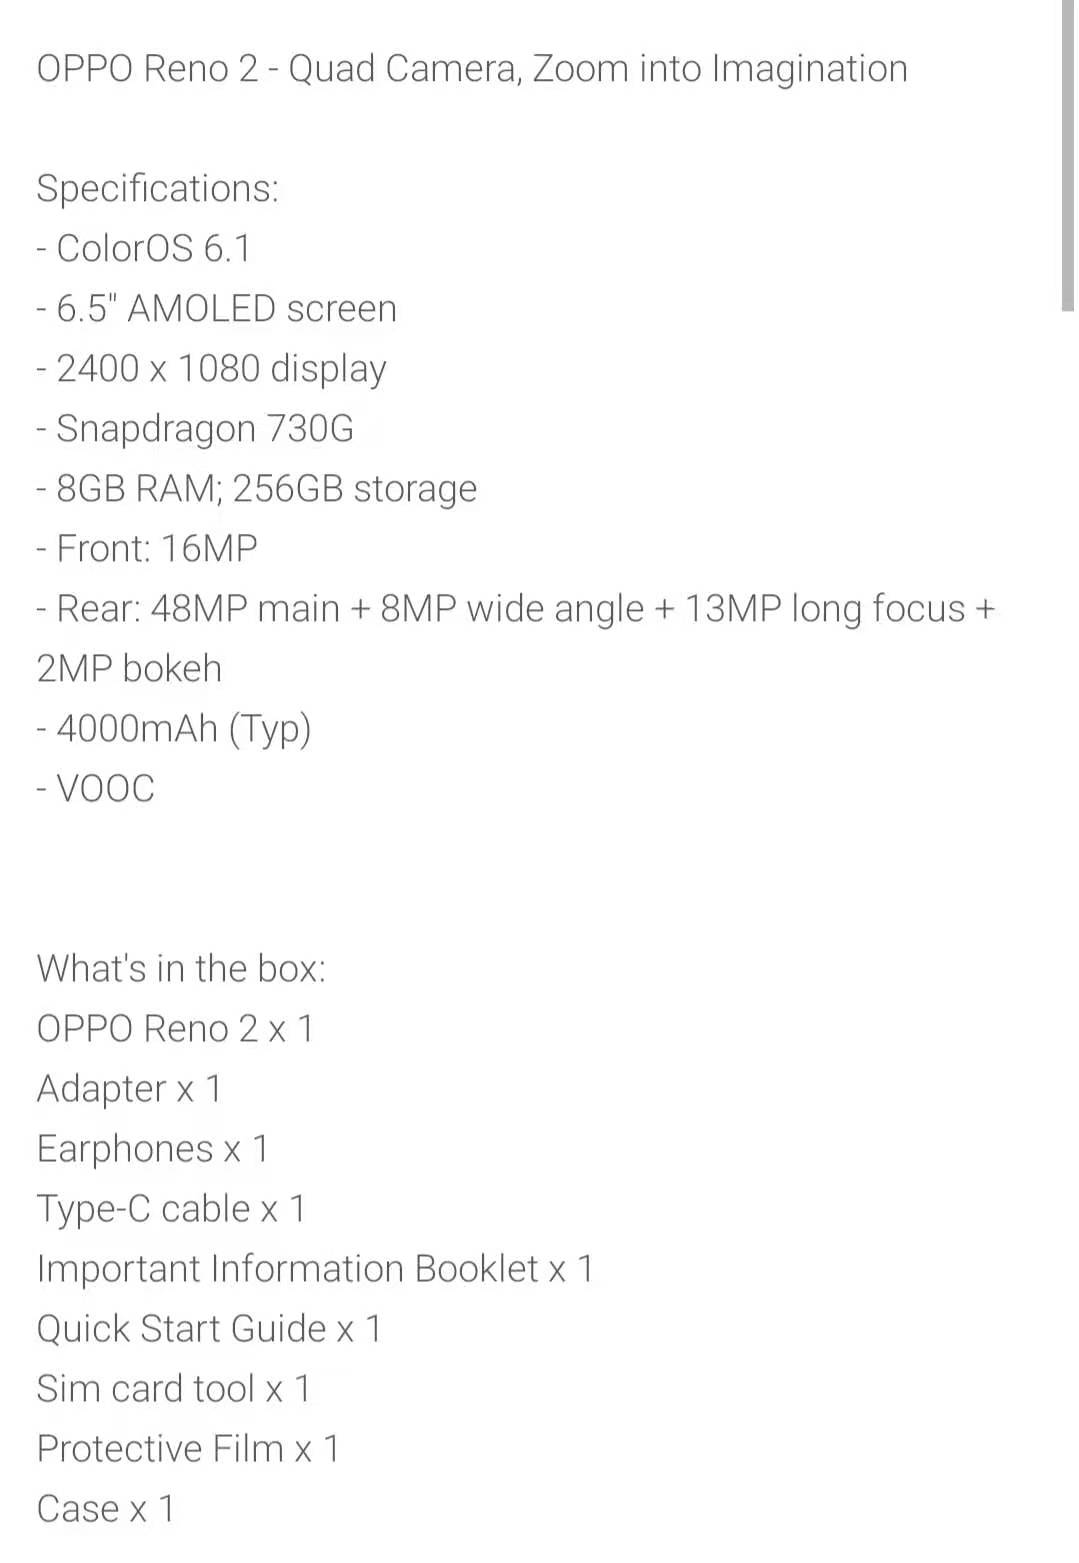 OPPO Reno 2 - Quad Camera, Zoom into Imagination
Specifications:
- ColorOS 6.1
- 6.5" AMOLED screen
- 2400 x 1080 display
- Snapdragon 730G
- 8GB RAM; 256GB storage
- Front: 16MP
- Rear: 48MP main + 8MP wide angle + 13MP long focus +
2MP bokeh
- 4000mAh (Typ)
- VOOC
What's in the box:
OPPO Reno 2 x 1
Adapter x 1
Earphones x 1
Type-C cable x 1
Important Information Booklet x 1
Quick Start Guide x 1
Sim card tool x 1
Protective Film x 1
Case x 1